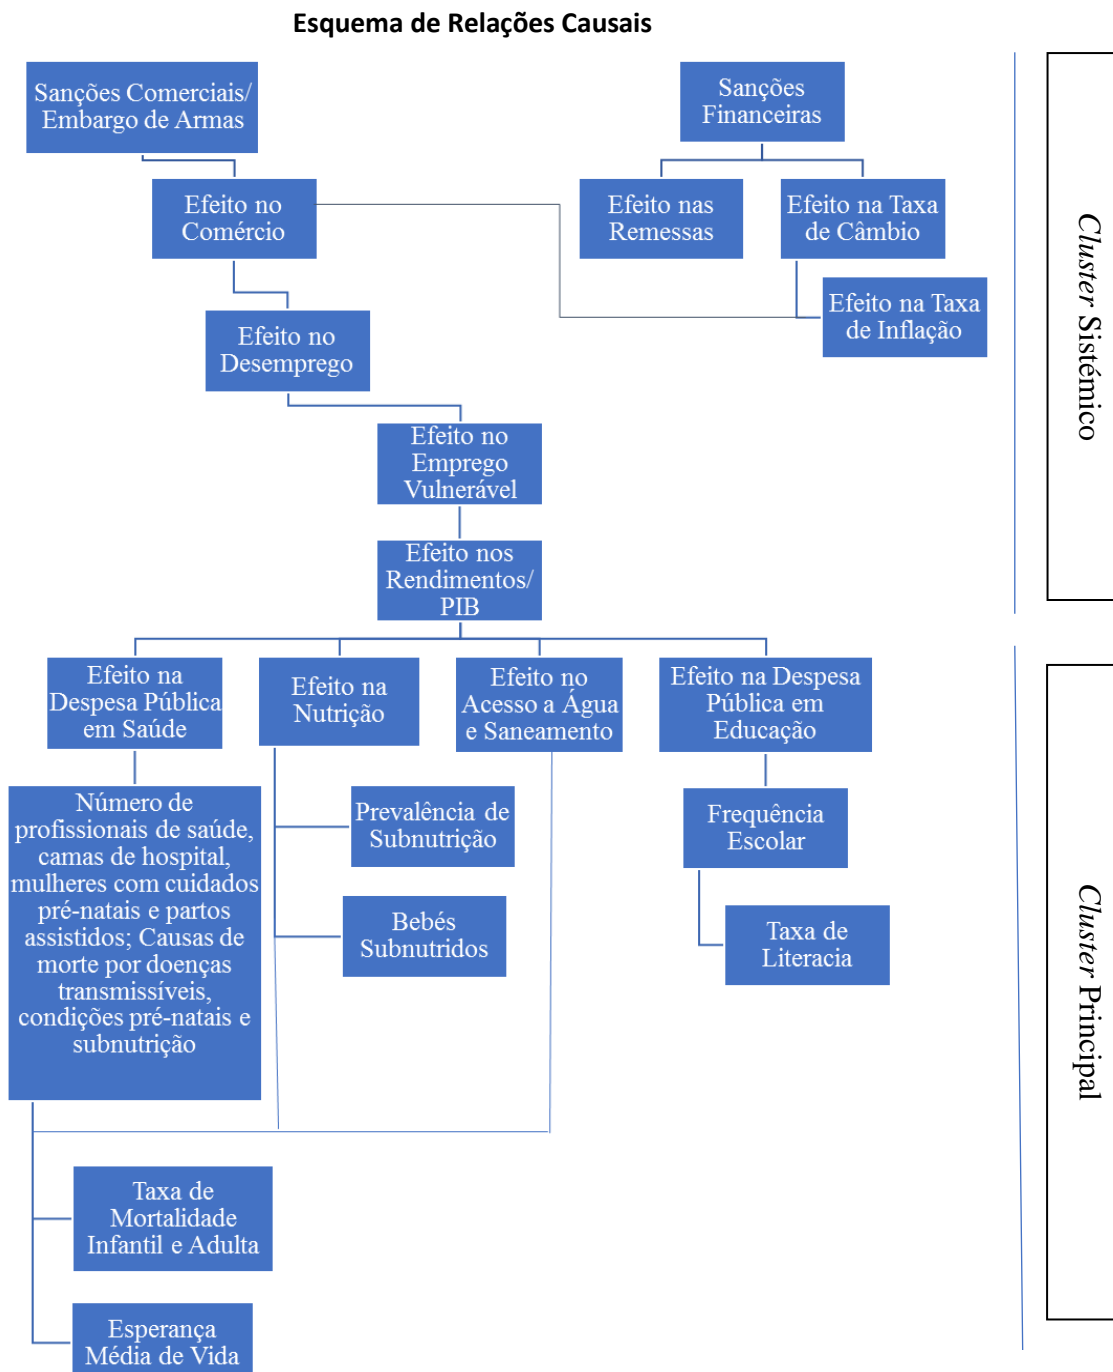 Esquema de Relações Causais
Sanções Comerciais/
Embargo de Armas
Sanções
Financeiras
Efeito no
Comércio
Efeito nas
Remessas
Efeito na Taxa
de Câmbio
Efeito na Taxa
de Inflação
Efeito no
Desemprego
Efeito no
Emprego
Vulnerável
Efeito nos
Rendimentos/
PIB
Cluster Sistémico
Efeito na
Despesa Pública
em Saúde
Efeito na
Nutrição
Efeito no
Acesso a Água
e Saneamento
Efeito na Despesa
Pública em
Educação
Número de
profissionais de saúde,
camas de hospital,
mulheres com cuidados
pré-natais e partos
assistidos; Causas de
morte por doenças
transmissíveis,
condições pré-natais e
subnutrição
Prevalência de
Subnutrição
Frequência
Escolar
Bebés
Subnutridos
Taxa de
Literacia
Taxa de
Mortalidade
Infantil e Adulta
Esperança
Média de Vida
Cluster Principal